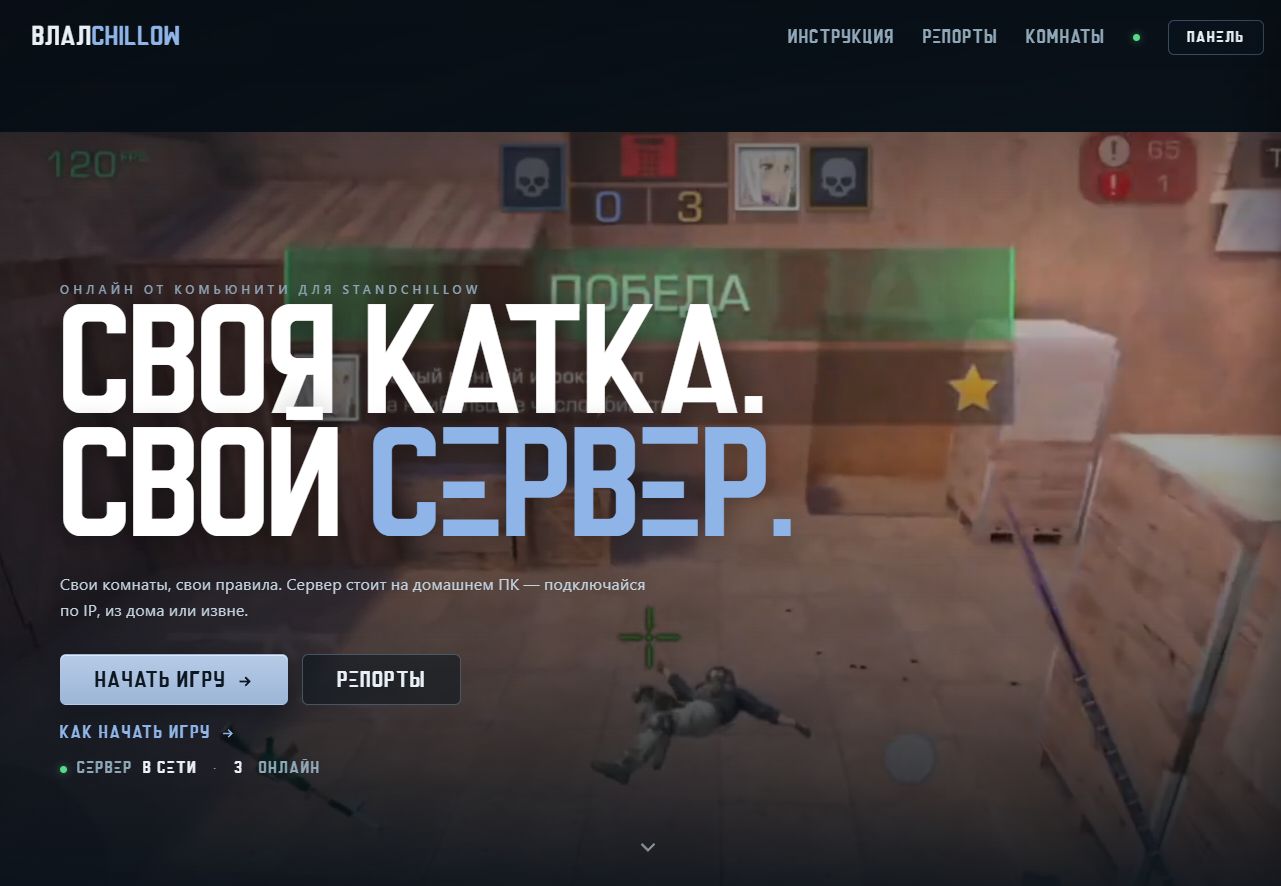 ВЛАЛCHILLOW
ИНСТРУКЦИЯ РЕПОРТЫ КОМНАТЫ ПАНЕЛЬ
120 FPS
65
1
0 3
ПОБЕДА
ОНЛАЙН ОТ КОМЬЮНИТИ ДЛЯ STANDCHILLOW
СВОЯ КАТКА.
СВОЙ СЕРВЕР.
Свои комнаты, свои правила. Сервер стоит на домашнем ПК — подключайся
по IP, из дома или извне.
НАЧАТЬ ИГРУ →
РЕПОРТЫ
КАК НАЧАТЬ ИГРУ →
СЕРВЕР В СЕТИ · 3 ОНЛАЙН